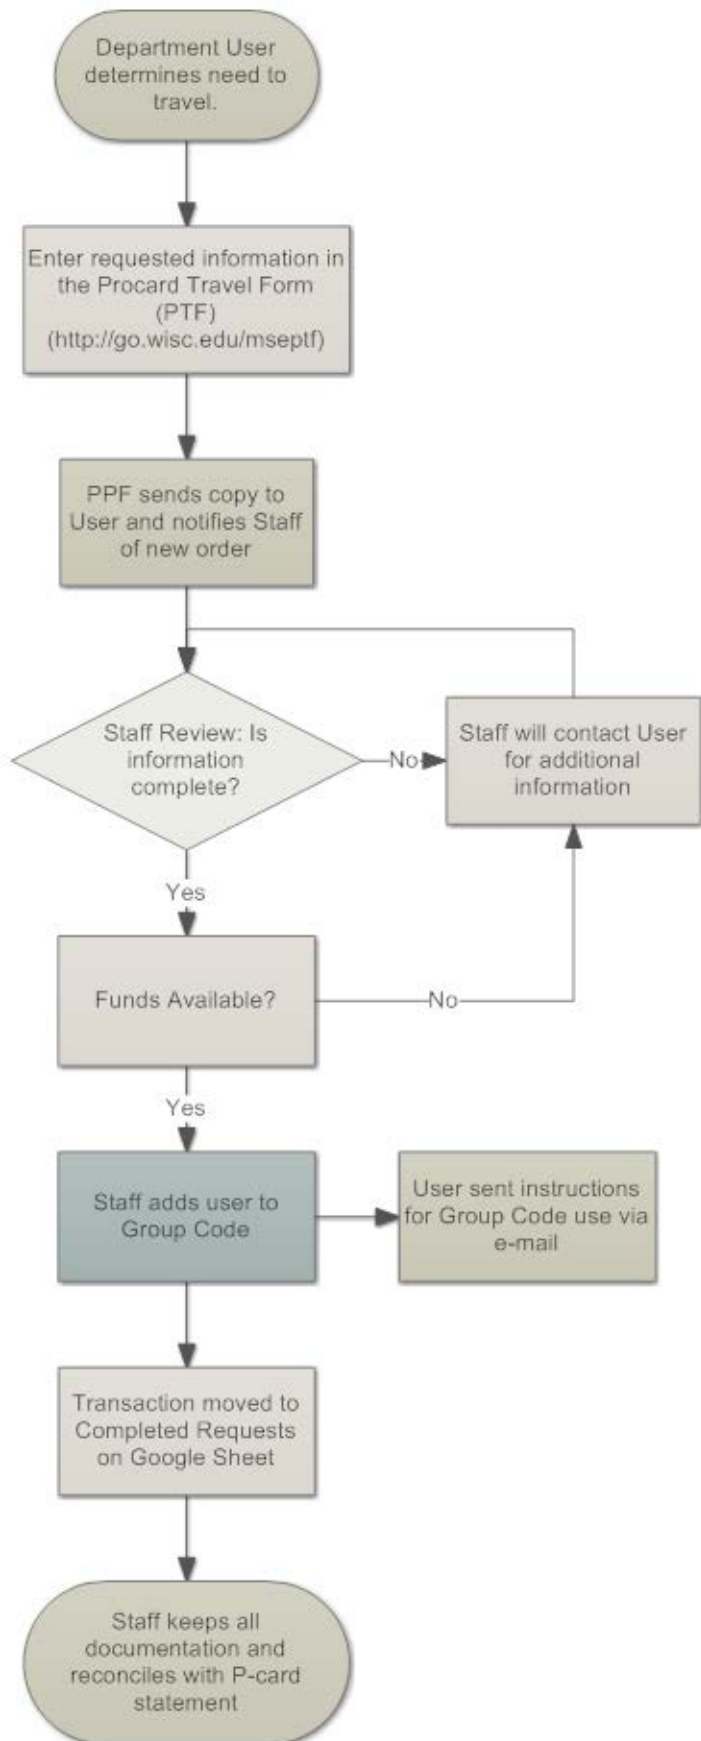 Department User
determines need to
travel.
Enter requested information in
the Procard Travel Form
(PTF)
(http://go.wisc.edu/mseptf)
PPF sends copy to
User and notifies Staff
of new order
Staff Review: Is
information
complete?
No
Staff will contact User
for additional
information
Yes
Funds Available?
No
Yes
Staff adds user to
Group Code
User sent instructions
for Group Code use via
e-mail
Transaction moved to
Completed Requests
on Google Sheet
Staff keeps all
documentation and
reconciles with P-card
statement